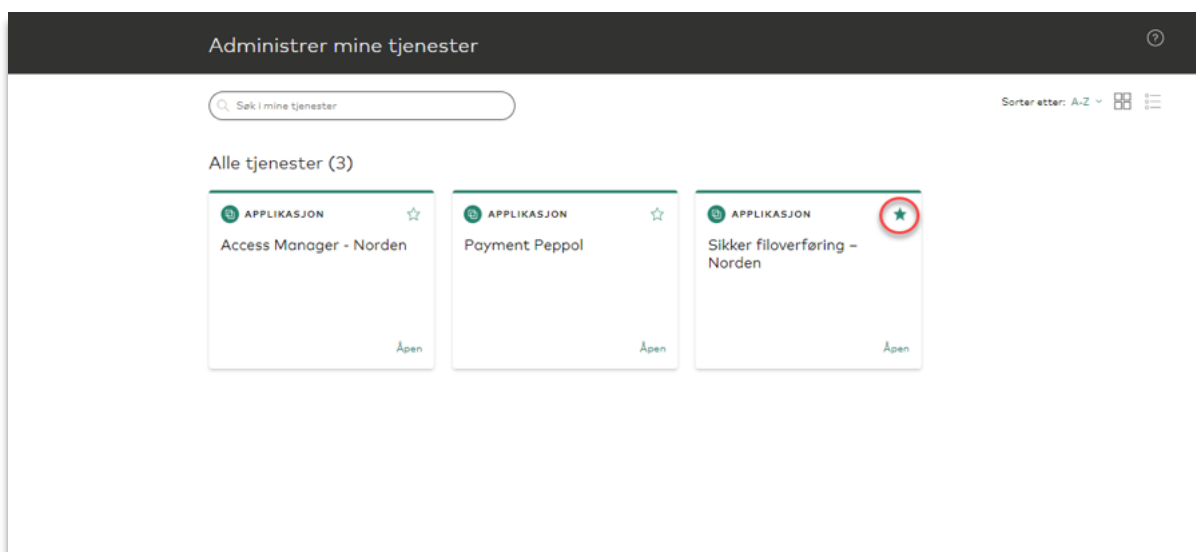 Administrer mine tjenester
Søk i mine tjenester
Sorter etter: A-Z
Alle tjenester (3)
APPLIKASJON
Access Manager - Norden
Åpen
APPLIKASJON
Payment Peppol
Åpen
APPLIKASJON
Sikker filoverføring –
Norden
Åpen